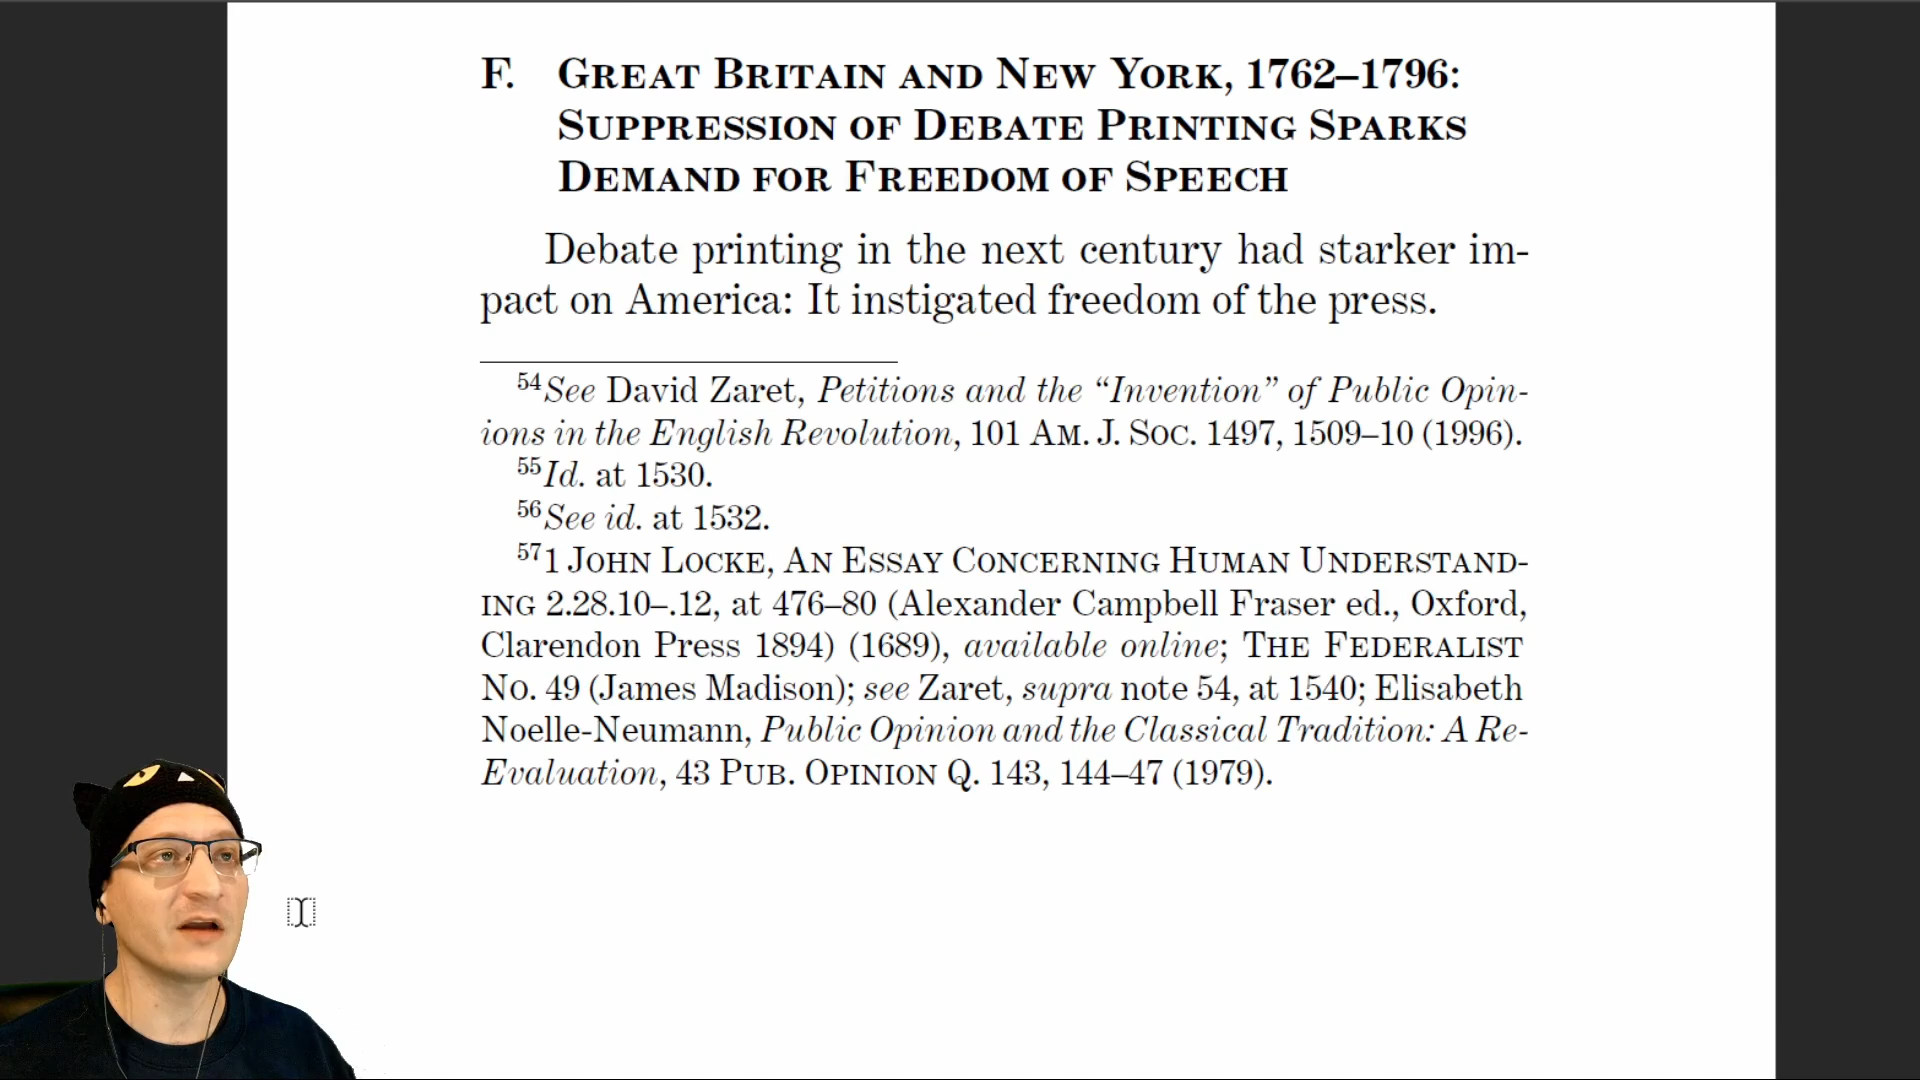 F. GREAT BRITAIN AND NEW YORK, 1762–1796:
SUPPRESSION OF DEBATE PRINTING SPARKS
DEMAND FOR FREEDOM OF SPEECH
Debate printing in the next century had starker im-
pact on America: It instigated freedom of the press.
54 See David Zaret, Petitions and the “Invention” of Public Opin-
ions in the English Revolution, 101 AM. J. SOC. 1497, 1509–10 (1996).
55 Id. at 1530.
56 See id. at 1532.
57 1 JOHN LOCKE, AN ESSAY CONCERNING HUMAN UNDERSTAND-
ING 2.28.10–.12, at 476–80 (Alexander Campbell Fraser ed., Oxford,
Clarendon Press 1894) (1689), available online; THE FEDERALIST
NO. 49 (James Madison); see Zaret, supra note 54, at 1540; Elisabeth
Noelle-Neumann, Public Opinion and the Classical Tradition: A Re-
Evaluation, 43 PUB. OPINION Q. 143, 144–47 (1979).